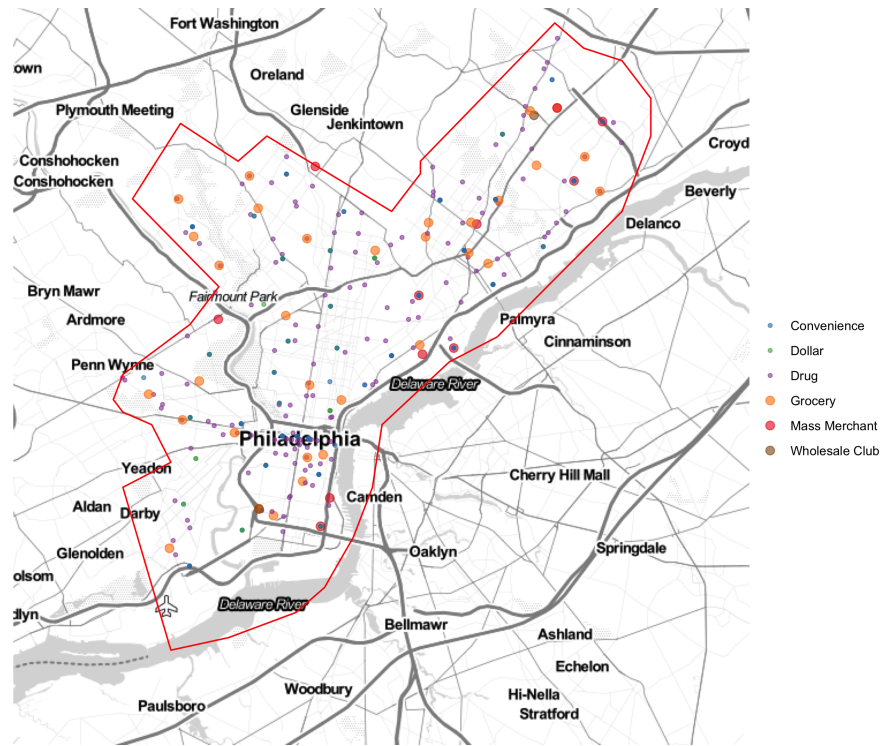 Fort Washington
own
Oreland
Plymouth Meeting
Glenside
Jenkintown
Croyd
Conshohocken
Conshohocken
Beverly
Delanco
Bryn Mawr
Fairmount Park
Ardmore
Palmyra
Convenience
Cinnaminson
Dollar
Penn Wynne
Drug
Delaware River
Grocery
Mass Merchant
Philadelphia
Wholesale Club
Yeadon
Cherry Hill Mall
Camden
Aldan
Darby
Glenolden
Oaklyn
Springdale
olsom
Delaware River
dlyn
Bellmawr
Ashland
Echelon
Woodbury
Hi-Nella
Paulsboro
Stratford